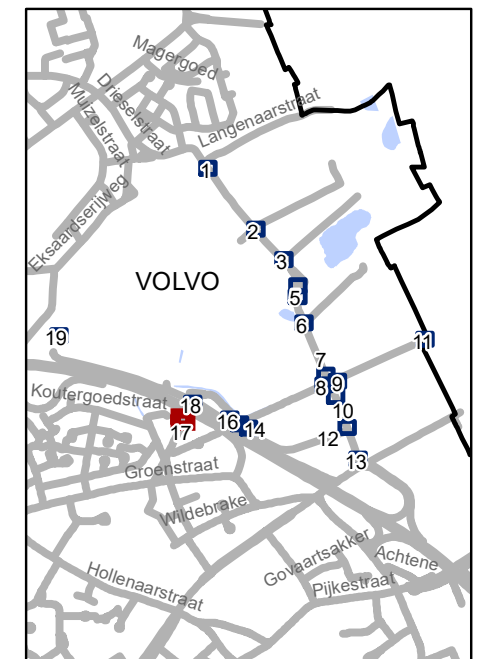 Magergoed
Drieselstraat
Muizelstraat
Langenaarstraat
1
Eksaardserijweg
2
3
VOLVO
5
6
19
11
7
8
9
Koutergoedstraat
18
10
16
14
17
12
13
Groenstraat
Wildebrake
Govaartsakker
Achtene
Hollenaarstraat
Pijkestraat